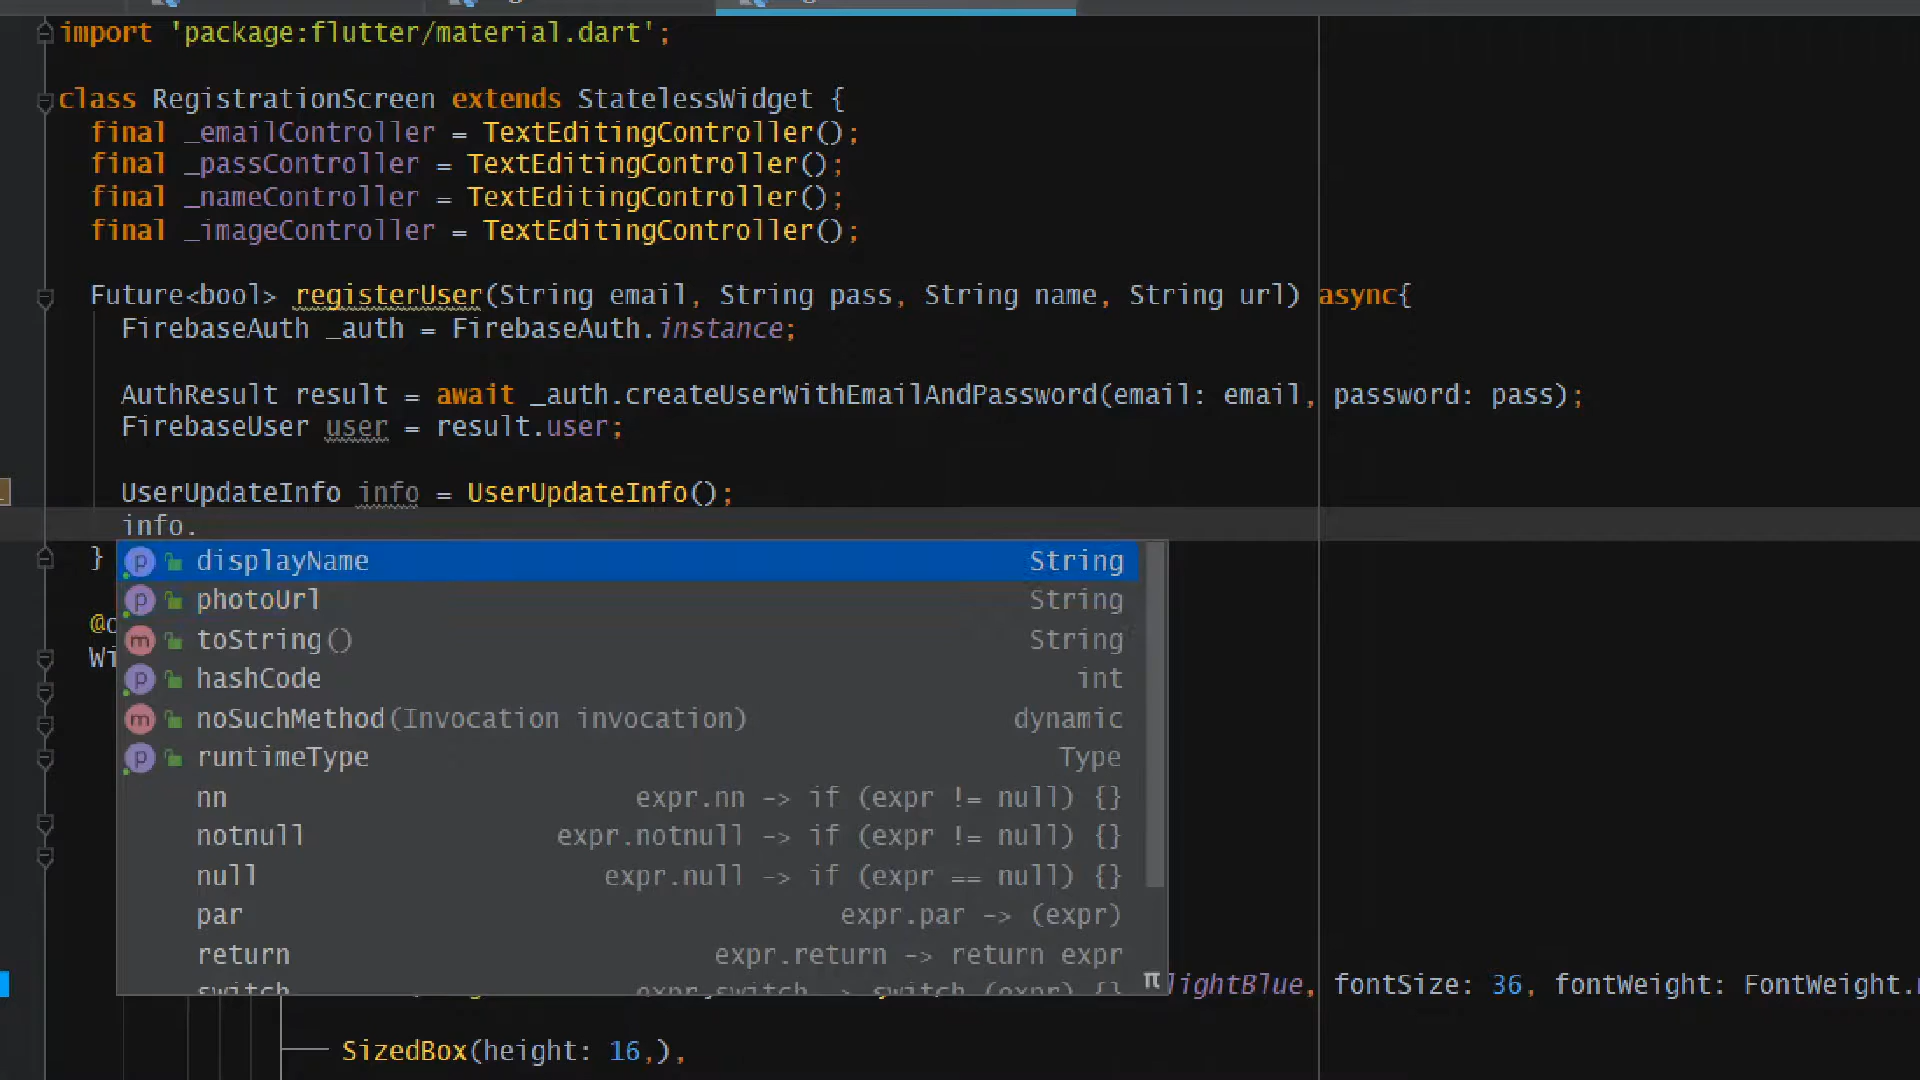 import 'package:flutter/material.dart';
class RegistrationScreen extends StatelessWidget {
final _emailController = TextEditingController();
final _passController = TextEditingController();
final _nameController = TextEditingController();
final _imageController = TextEditingController();
Future<bool> registerUser(String email, String pass, String name, String url) async{
FirebaseAuth _auth = FirebaseAuth.instance;
AuthResult result = await _auth.createUserWithEmailAndPassword(email: email, password: pass);
FirebaseUser user = result.user;
UserUpdateInfo info = UserUpdateInfo();
info.
}
p displayName String
p photoUrl String
m toString() String
p hashCode int
m noSuchMethod(Invocation invocation) dynamic
p runtimeType Type
nn expr.nn -> if (expr != null) {}
notnull expr.notnull -> if (expr != null) {}
null expr.null -> if (expr == null) {}
par expr.par -> (expr)
return expr.return -> return expr
switch expr.switch -> switch (expr) {}
π
lightBlue, fontSize: 36, fontWeight: FontWeight.
SizedBox(height: 16,),